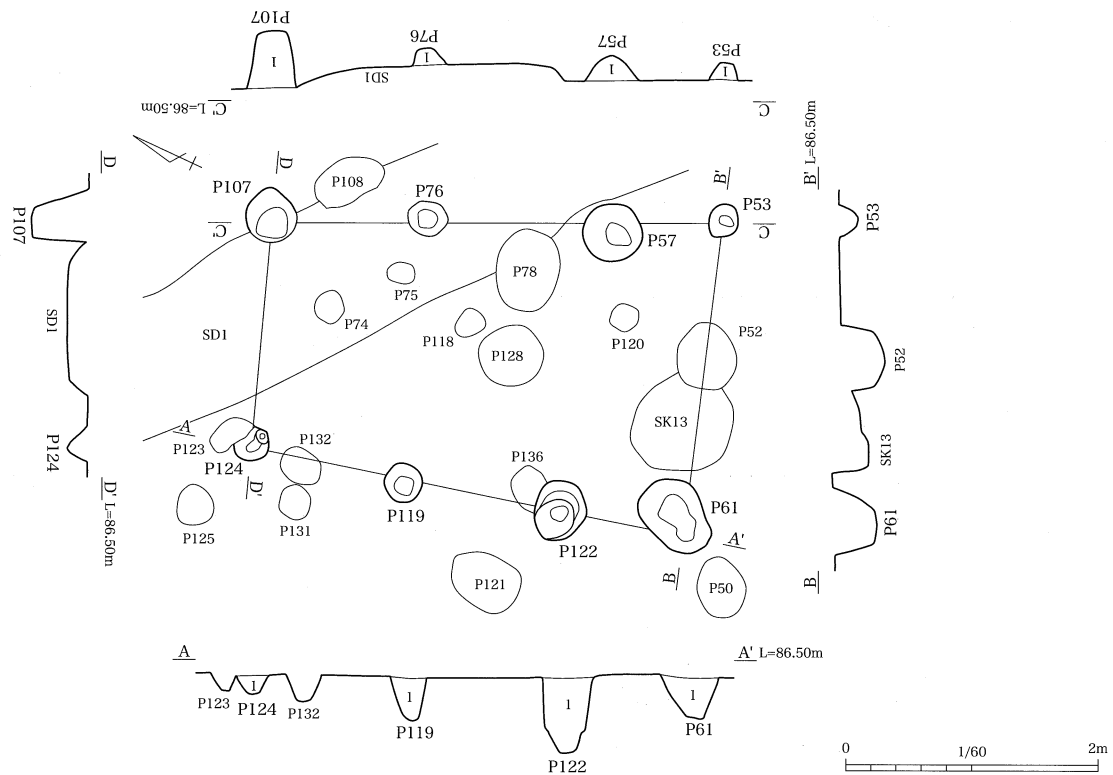 P107
P76
P57
P53
1
1
1
1
SD1
C' L=86.50m
C
D
D
B' L=86.50m
B'
P107
P108
P76
P53
C'
C
P57
P107
P53
P78
P75
P74
P118
P128
P120
P52
SD1
SD1
P52
SK13
SK13
A
P123
P124
P132
P124
P136
D'
D' L=86.50m
P125
P131
P119
P122
P61
P61
A'
B
B
P121
P50
A
A' L=86.50m
1
1
1
1
P123
P124
P132
P119
P61
P122
0
1/60
2m